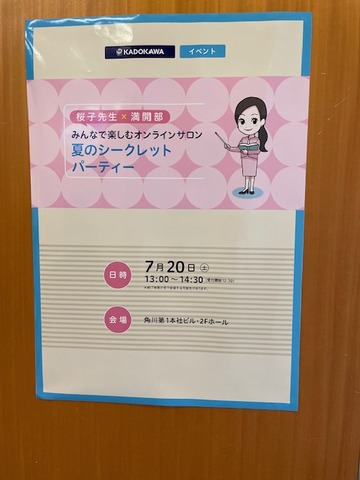 KADOKAWA
イベント
桜子先生×満開部
みんなで楽しむオンラインサロン
夏のシークレット
パーティー
日時
7月20日(土)
13:00〜14:30
会場
角川第1本社ビル・2Fホール